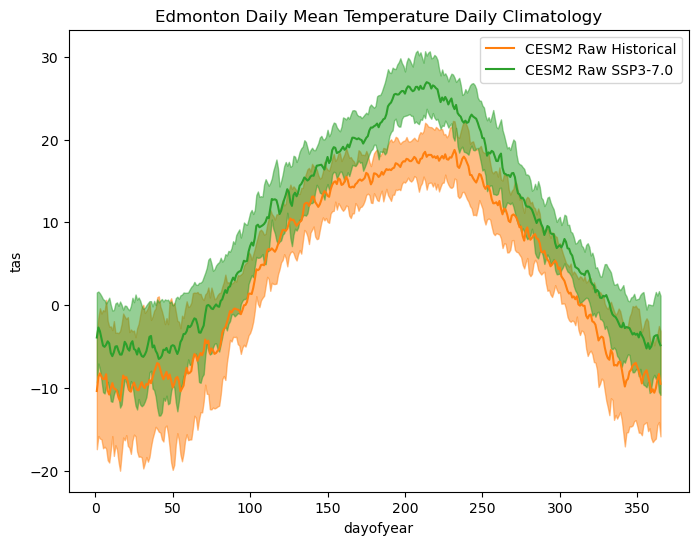 Edmonton Daily Mean Temperature Daily Climatology
CESM2 Raw Historical
CESM2 Raw SSP3-7.0
tas
30
20
10
0
−10
−20
0 50 100 150 200 250 300 350
dayofyear